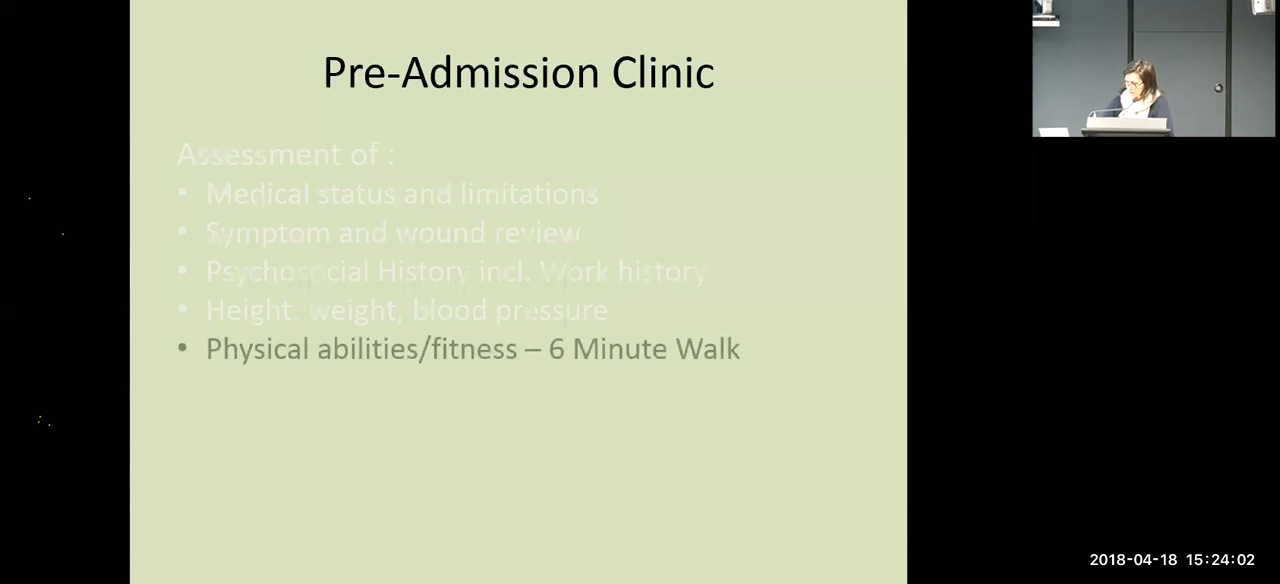 Pre-Admission Clinic
Assessment of :
• Medical status and limitations
• Symptom and wound review
• Psychosocial History incl. Work history
• Height. weight, blood pressure
• Physical abilities/fitness – 6 Minute Walk
2018-04-18 15:24:02